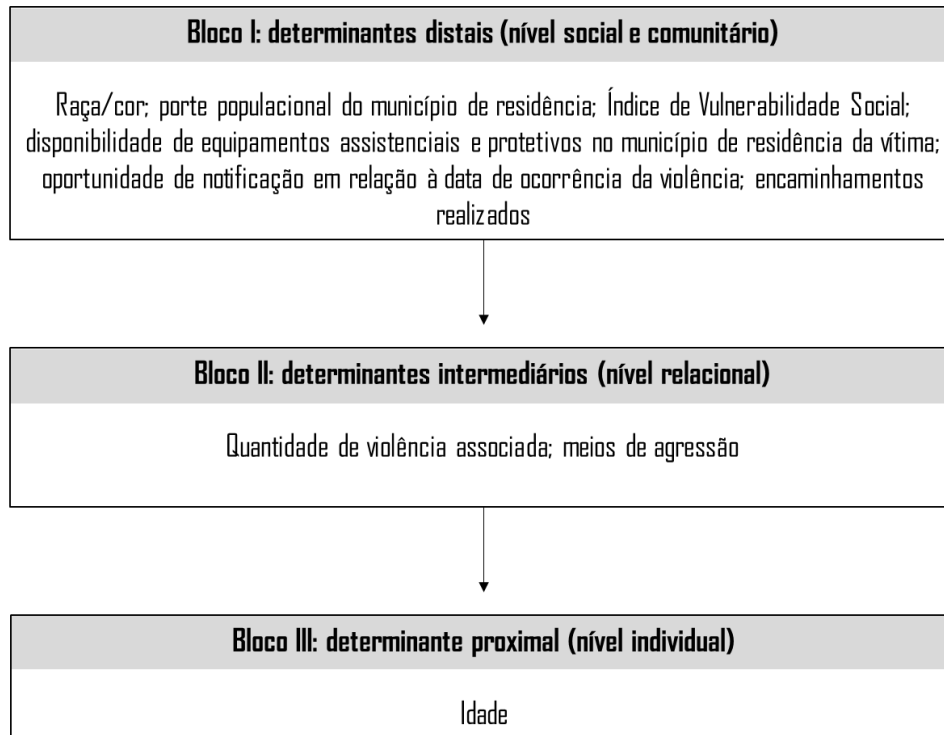 Bloco I: determinantes distais (nível social e comunitário)
Raça/cor; porte populacional do município de residência; Índice de Vulnerabilidade Social;
disponibilidade de equipamentos assistenciais e protetivos no município de residência da vítima;
oportunidade de notificação em relação à data de ocorrência da violência; encaminhamentos
realizados
Bloco II: determinantes intermediários (nível relacional)
Quantidade de violência associada; meios de agressão
Bloco III: determinante proximal (nível individual)
Idade